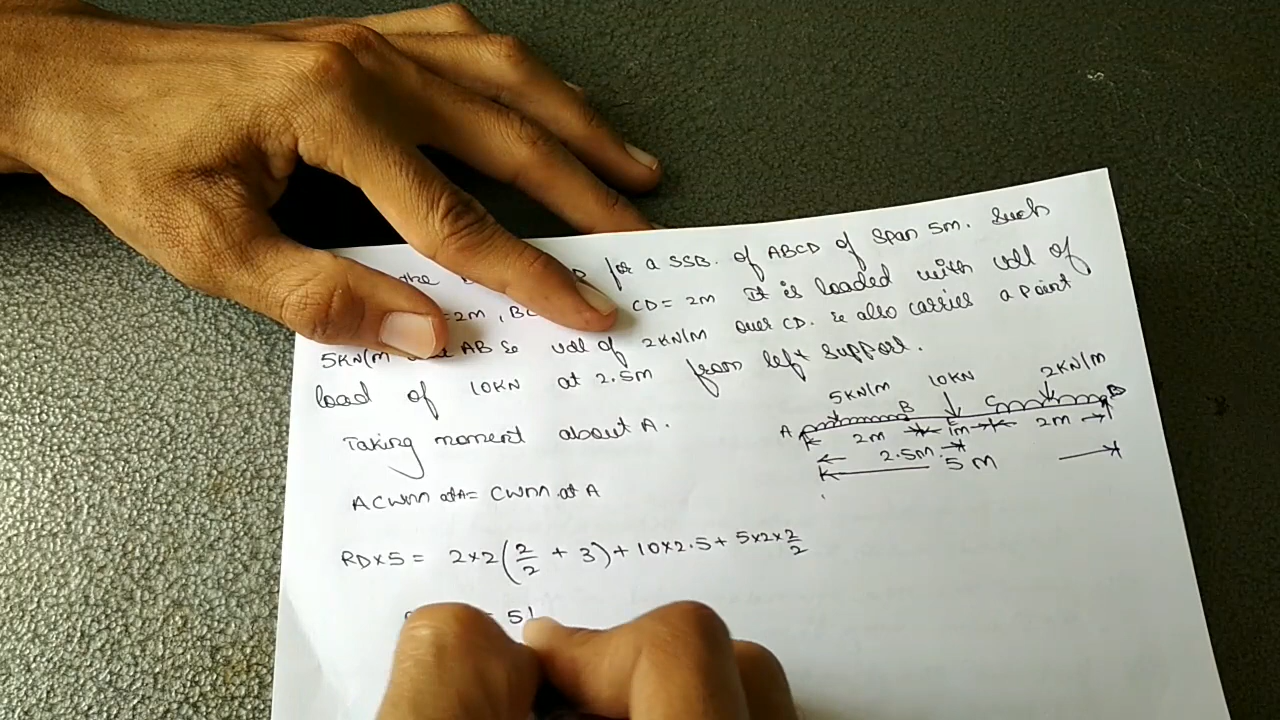 for a SSB. of ABCD of Span 5m. Such
=2m, CD = 2m It is loaded with udl of
5KN/m AB & udl of 2KN/m over CD. & also carries a point
load of 10KN at 2.5m from left support.
Taking moment about A.
ACWM at A = CWM at A
RD×5 = 2×2(2/2 + 3) + 10×2.5 + 5×2×2/2
= 51
5KN/m 10KN 2KN/m
A B E C D
2m 1m 2m
2.5m
5m